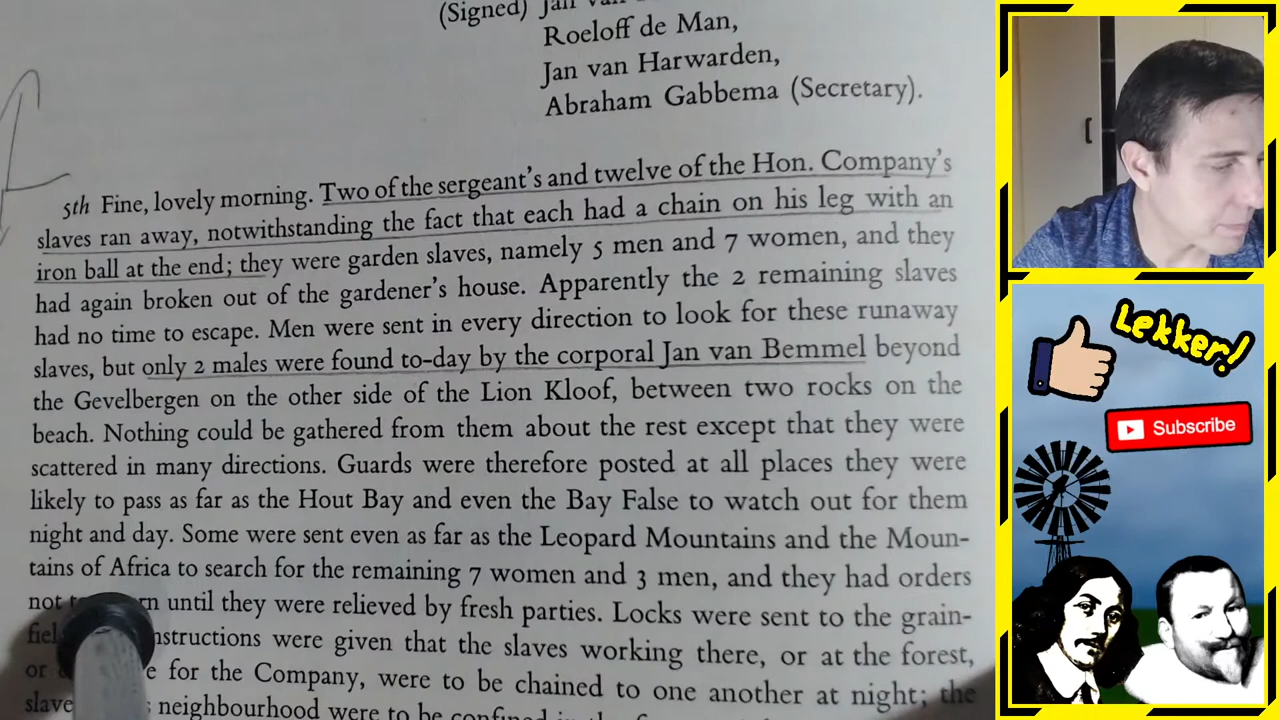 (Signed) Jan van
Roeloff de Man,
Jan van Harwarden,
Abraham Gabbema (Secretary).
5th Fine, lovely morning. Two of the sergeant's and twelve of the Hon. Company's
slaves ran away, notwithstanding the fact that each had a chain on his leg with an
iron ball at the end; they were garden slaves, namely 5 men and 7 women, and they
had again broken out of the gardener's house. Apparently the 2 remaining slaves
had no time to escape. Men were sent in every direction to look for these runaway
slaves, but only 2 males were found to-day by the corporal Jan van Bemmel beyond
the Gevelbergen on the other side of the Lion Kloof, between two rocks on the
beach. Nothing could be gathered from them about the rest except that they were
scattered in many directions. Guards were therefore posted at all places they were
likely to pass as far as the Hout Bay and even the Bay False to watch out for them
night and day. Some were sent even as far as the Leopard Mountains and the Moun-
tains of Africa to search for the remaining 7 women and 3 men, and they had orders
not until they were relieved by fresh parties. Locks were sent to the grain-
were given that the slaves working there, or at the forest,
or for the Company, were to be chained to one another at night; the
neighbourhood were to be confined in the
Lekker!
Subscribe